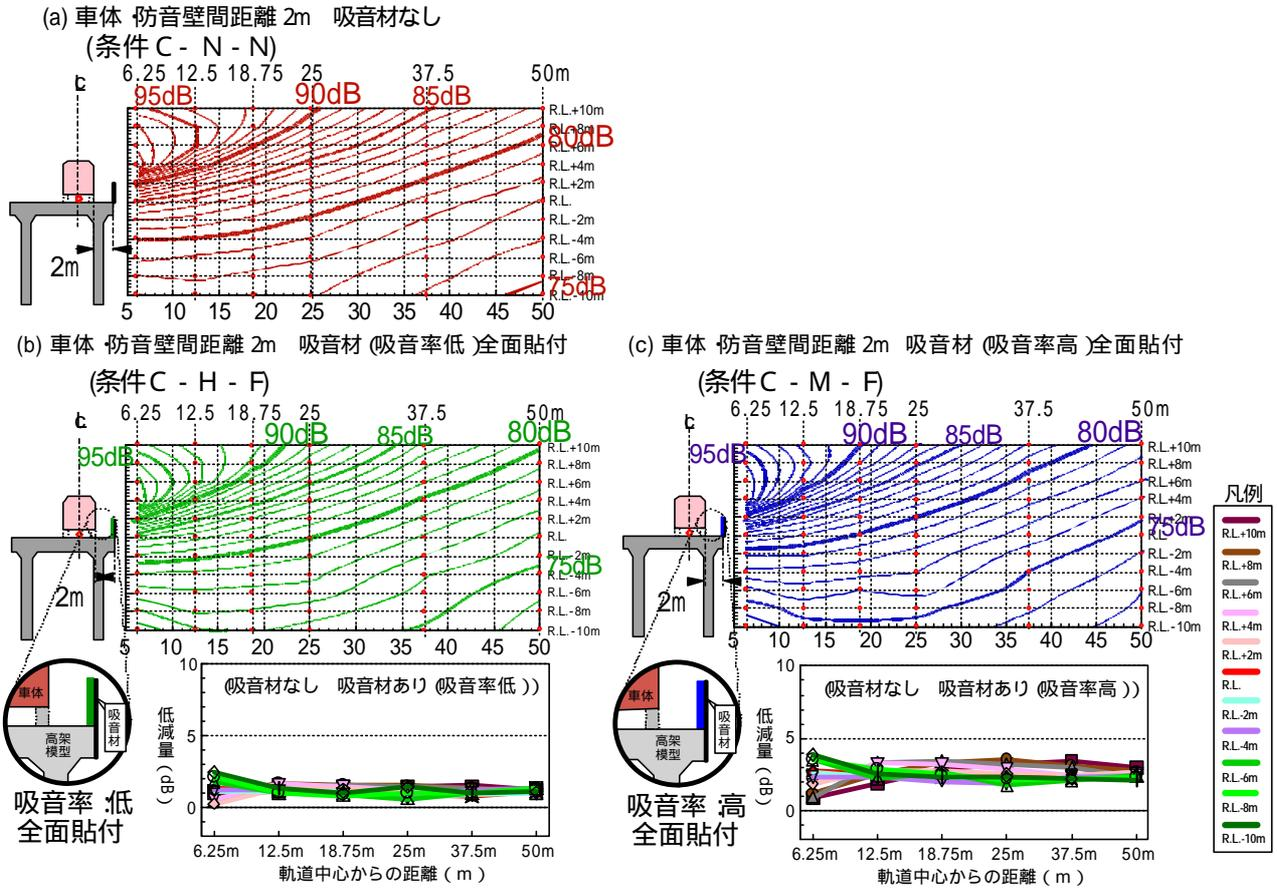 (a) 車体・防音壁間距離 2m 吸音材なし
(条件 C - N - N)
6.25 12.5 18.75 25 37.5 50m
95dB 90dB 85dB
80dB
75dB
R.L.+10m
R.L.+8m
R.L.+6m
R.L.+4m
R.L.+2m
R.L.
R.L.-2m
R.L.-4m
R.L.-6m
R.L.-8m
R.L.-10m
2m
5 10 15 20 25 30 35 40 45 50
(b) 車体・防音壁間距離 2m 吸音材(吸音率低)全面貼付
(条件 C - H - F)
6.25 12.5 18.75 25 37.5 50m
95dB 90dB 85dB 80dB
75dB
R.L.+10m
R.L.+8m
R.L.+6m
R.L.+4m
R.L.+2m
R.L.
R.L.-2m
R.L.-4m
R.L.-6m
R.L.-8m
R.L.-10m
2m
5 10 15 20 25 30 35 40 45 50
車体
高架
模型
吸音材
吸音率:低
全面貼付
(吸音材なし 吸音材あり(吸音率低))
低減量(dB)
10
5
0
6.25m 12.5m 18.75m 25m 37.5m 50m
軌道中心からの距離(m)
(c) 車体・防音壁間距離 2m 吸音材(吸音率高)全面貼付
(条件 C - M - F)
6.25 12.5 18.75 25 37.5 50m
95dB 90dB 85dB 80dB
75dB
R.L.+10m
R.L.+8m
R.L.+6m
R.L.+4m
R.L.+2m
R.L.
R.L.-2m
R.L.-4m
R.L.-6m
R.L.-8m
R.L.-10m
2m
5 10 15 20 25 30 35 40 45 50
車体
高架
模型
吸音材
吸音率:高
全面貼付
(吸音材なし 吸音材あり(吸音率高))
低減量(dB)
10
5
0
6.25m 12.5m 18.75m 25m 37.5m 50m
軌道中心からの距離(m)
凡例
R.L.+10m
R.L.+8m
R.L.+6m
R.L.+4m
R.L.+2m
R.L.
R.L-2m
R.L-4m
R.L-6m
R.L-8m
R.L-10m